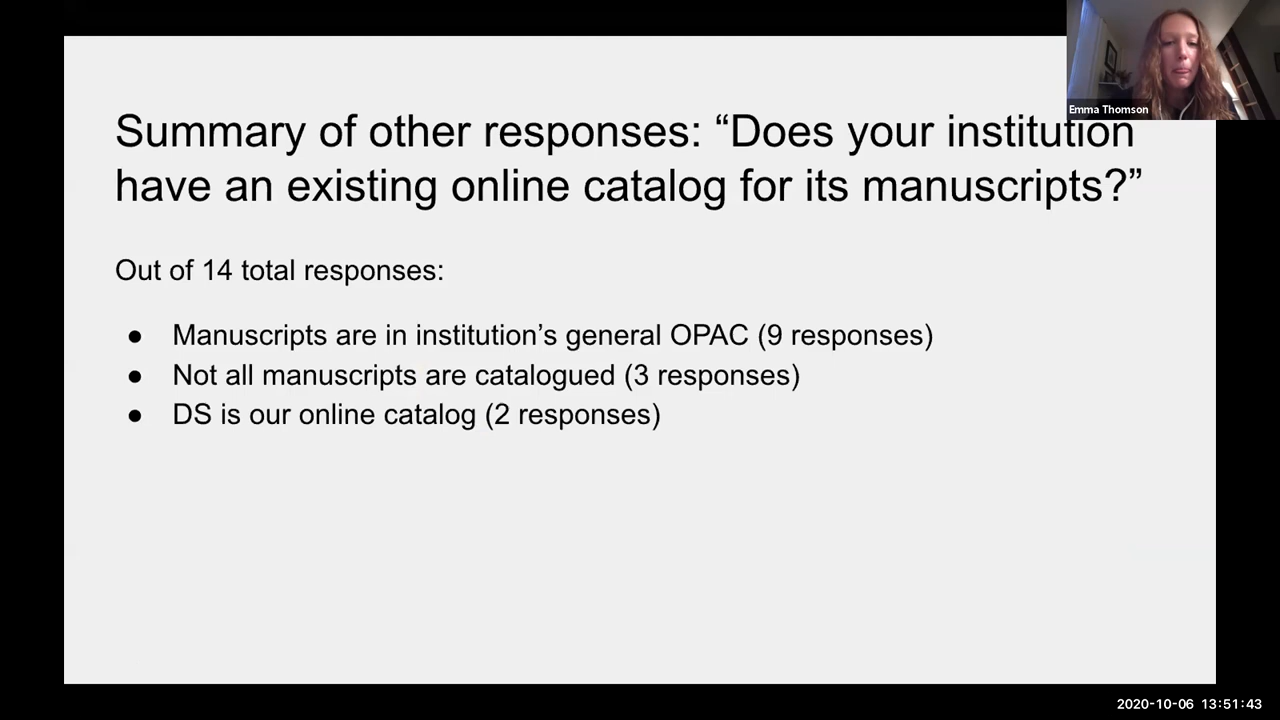 Emma Thomson
Summary of other responses: “Does your institution
have an existing online catalog for its manuscripts?”
Out of 14 total responses:
● Manuscripts are in institution’s general OPAC (9 responses)
● Not all manuscripts are catalogued (3 responses)
● DS is our online catalog (2 responses)
2020-10-06 13:51:43